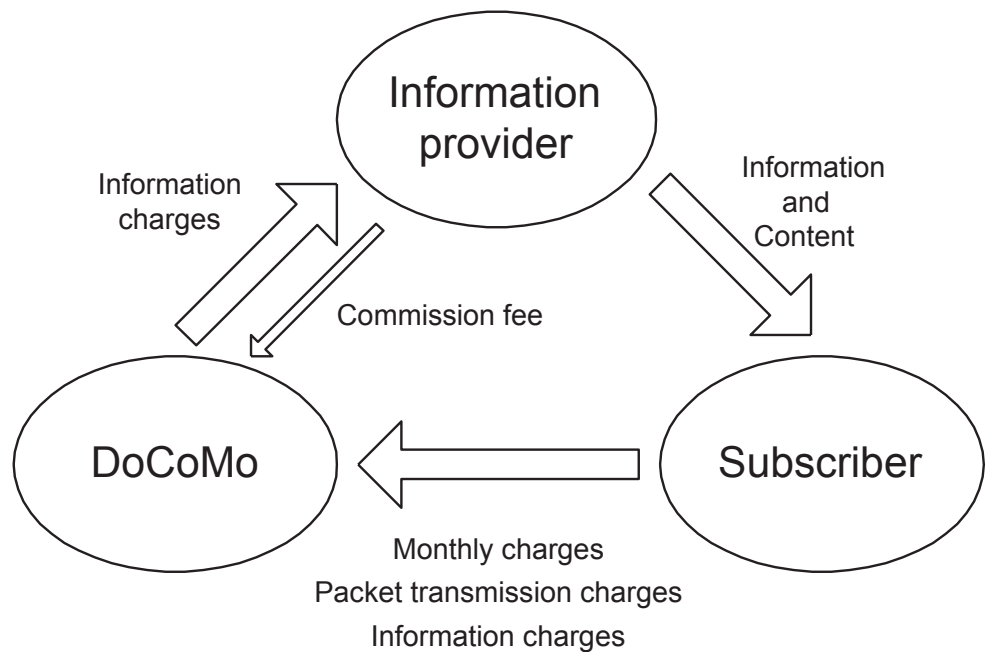 Information
provider
Information
charges
Information
and
Content
Commission fee
DoCoMo
Subscriber
Monthly charges
Packet transmission charges
Information charges